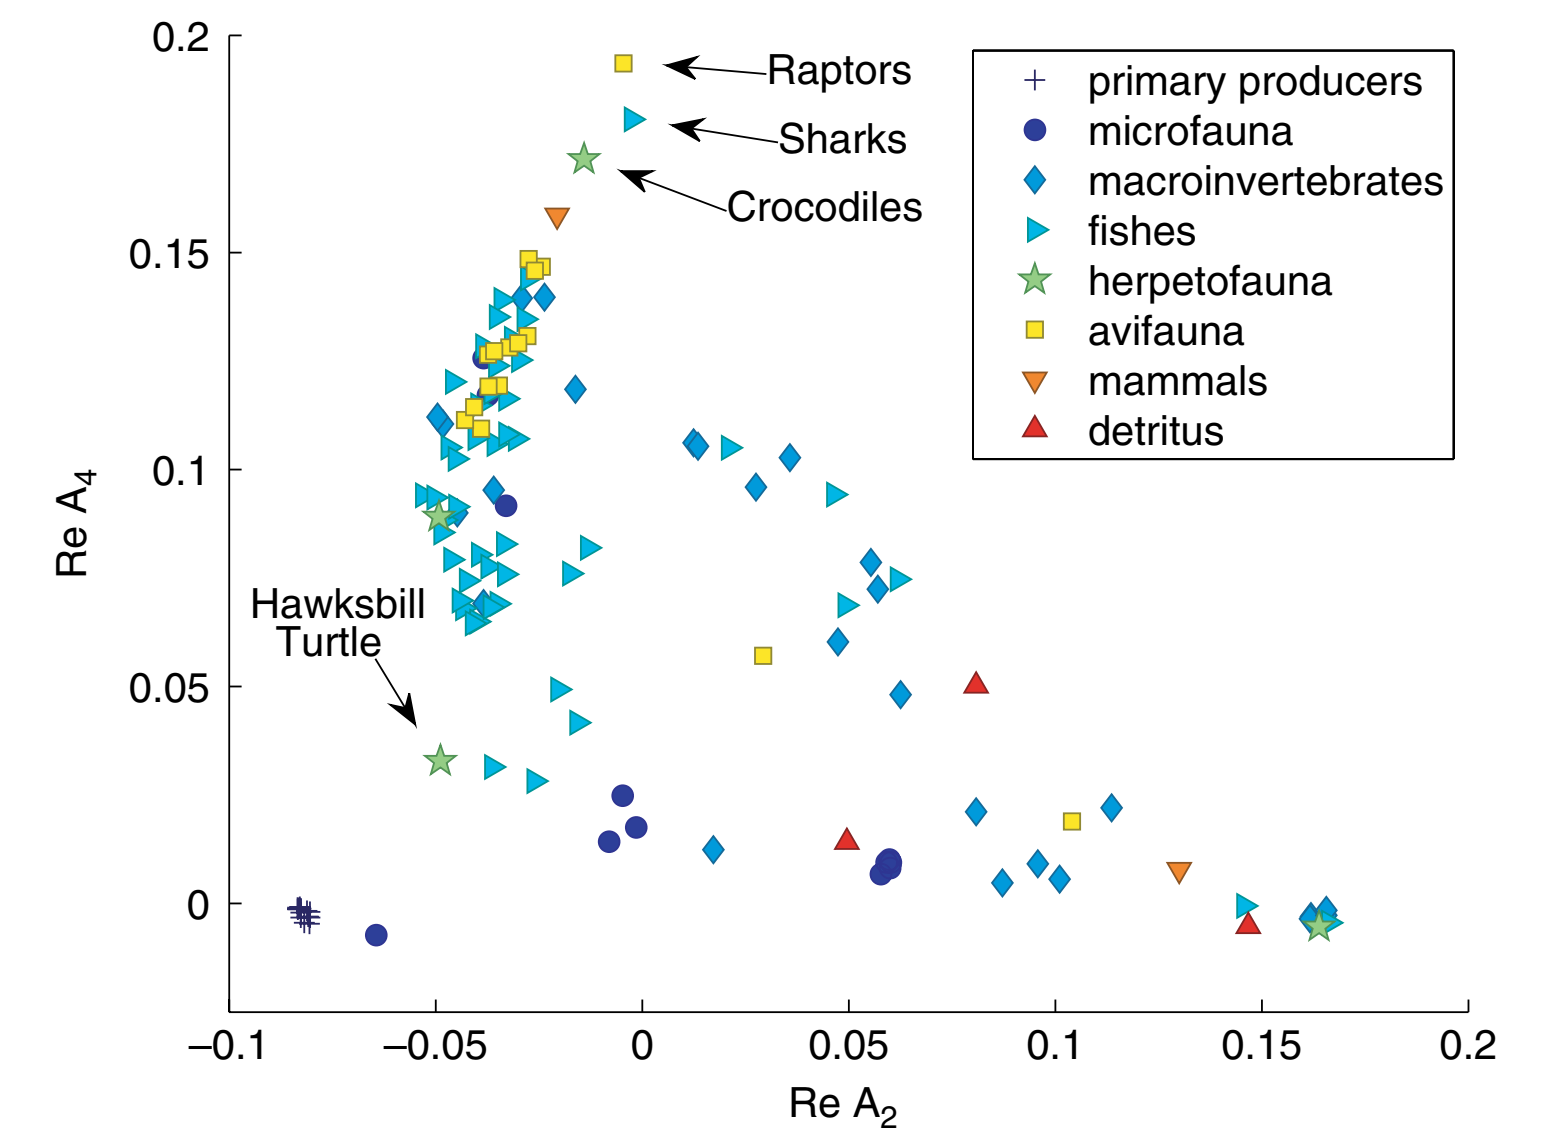 0.2
0.15
0.1
0.05
0
Re A4
Raptors
Sharks
Crocodiles
Hawksbill
Turtle
primary producers
microfauna
macroinvertebrates
fishes
herpetofauna
avifauna
mammals
detritus
–0.1 –0.05 0 0.05 0.1 0.15 0.2
Re A2